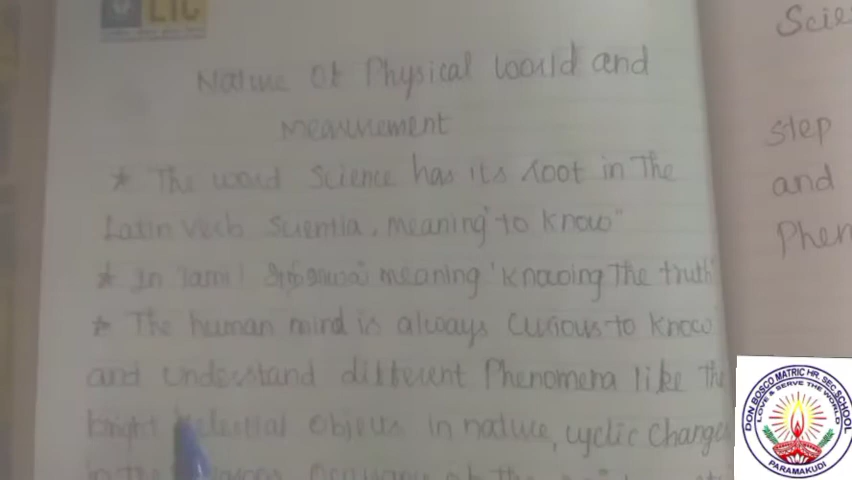 LIC
Nature Of Physical World and
Measurement
* The word Science has its root in The
Latin verb Scientia, meaning "to know"
* In Tamil அறிவியல் meaning 'Knowing The truth'
* The human mind is always Curious to know
and understand different Phenomena like the
bright celestial objects in nature, cyclic Changes
in the
Scie
step
and
Phen
DON BOSCO MATRIC HR. SEC SCHOOL
LOVE & SERVE THE WORLD
PARAMAKUDI